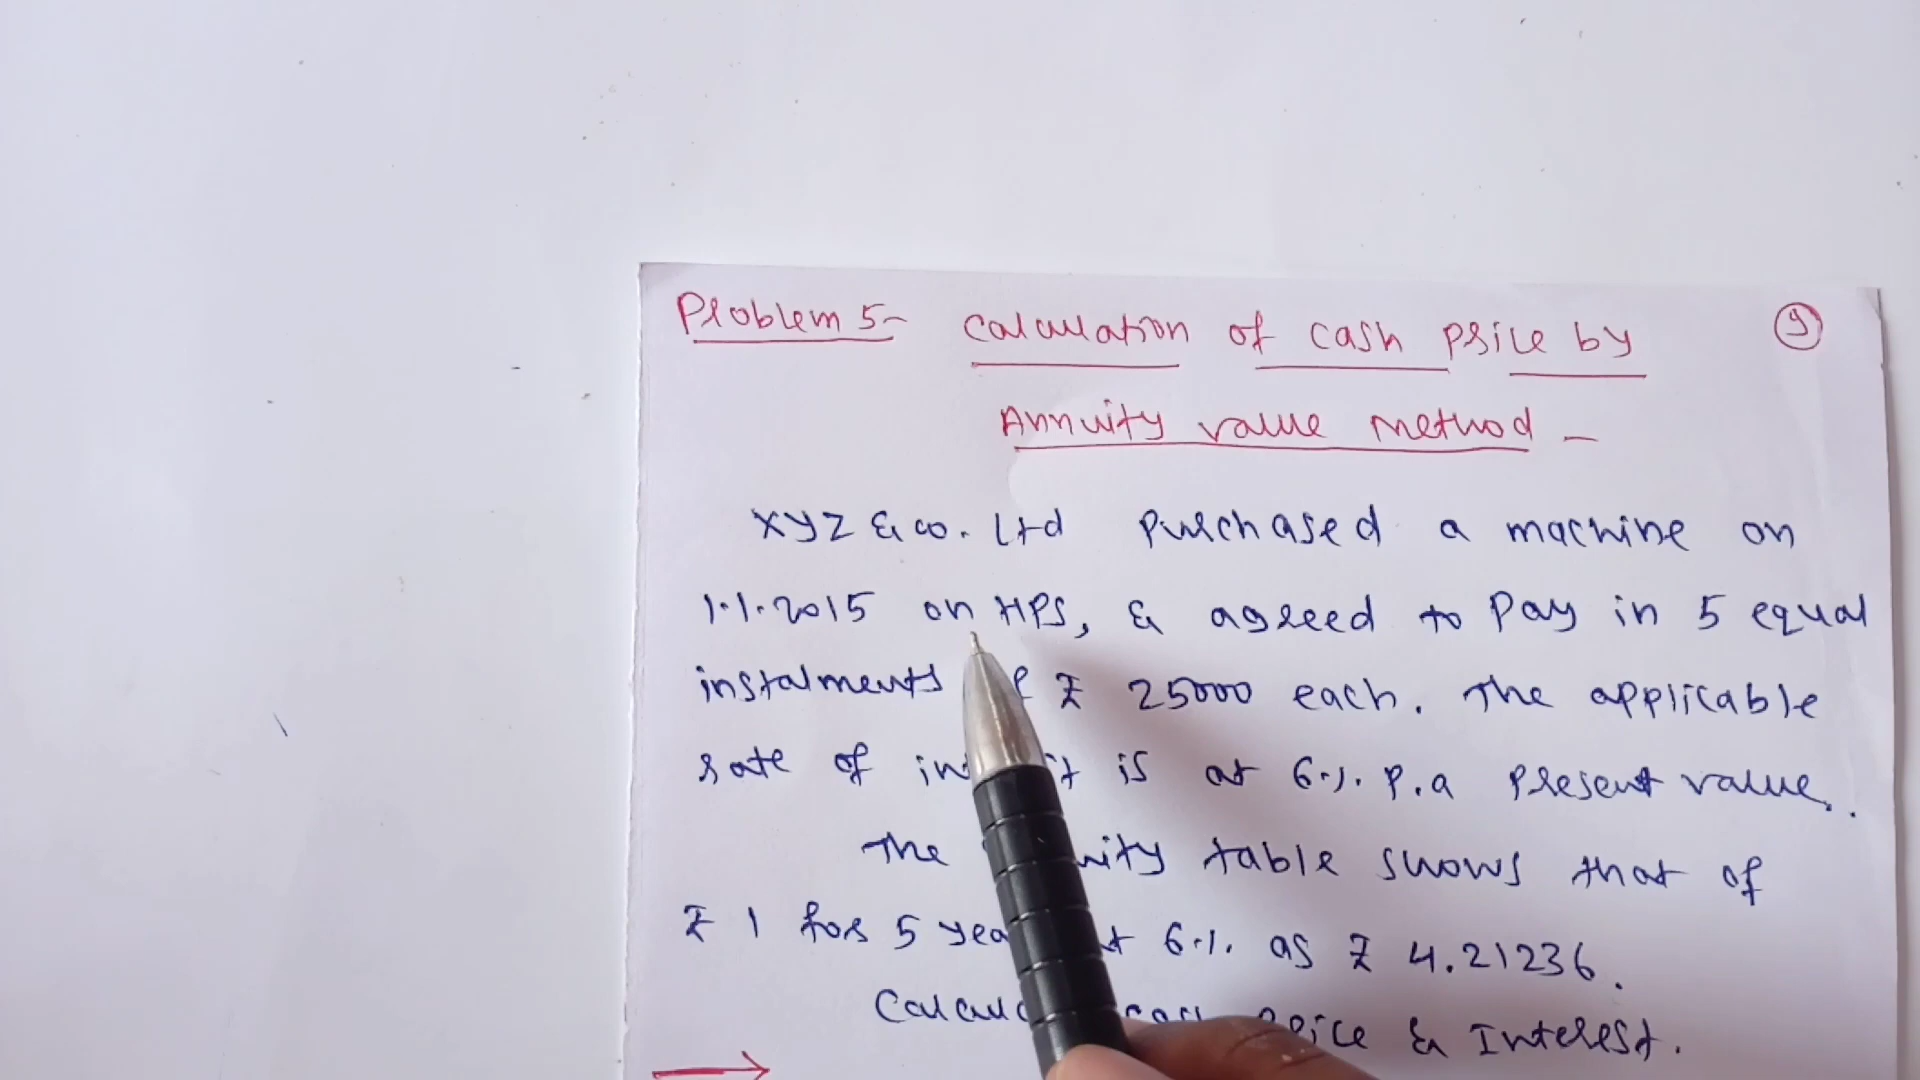 Problem 5- Calculation of cash price by
9
Annuity value method -
XYZ & co. Ltd purchased a machine on
1.1.2015 on HPS, & agreed to pay in 5 equal
instalments ₹ 25000 each. The applicable
rate of is at 6%. P.a present value.
The table shows that of
₹ 1 for 5 6%. as ₹ 4.21236.
& Interest.